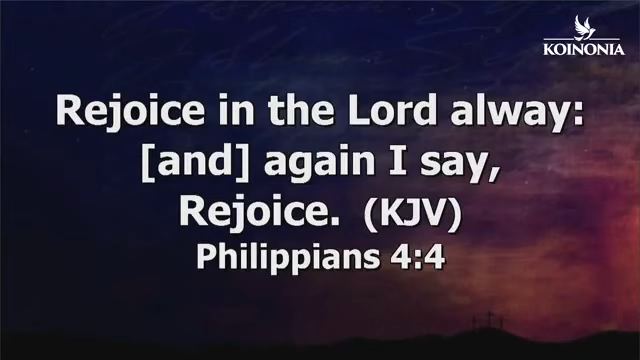 KOINONIA
Rejoice in the Lord alway:
[and] again I say,
Rejoice. (KJV)
Philippians 4:4